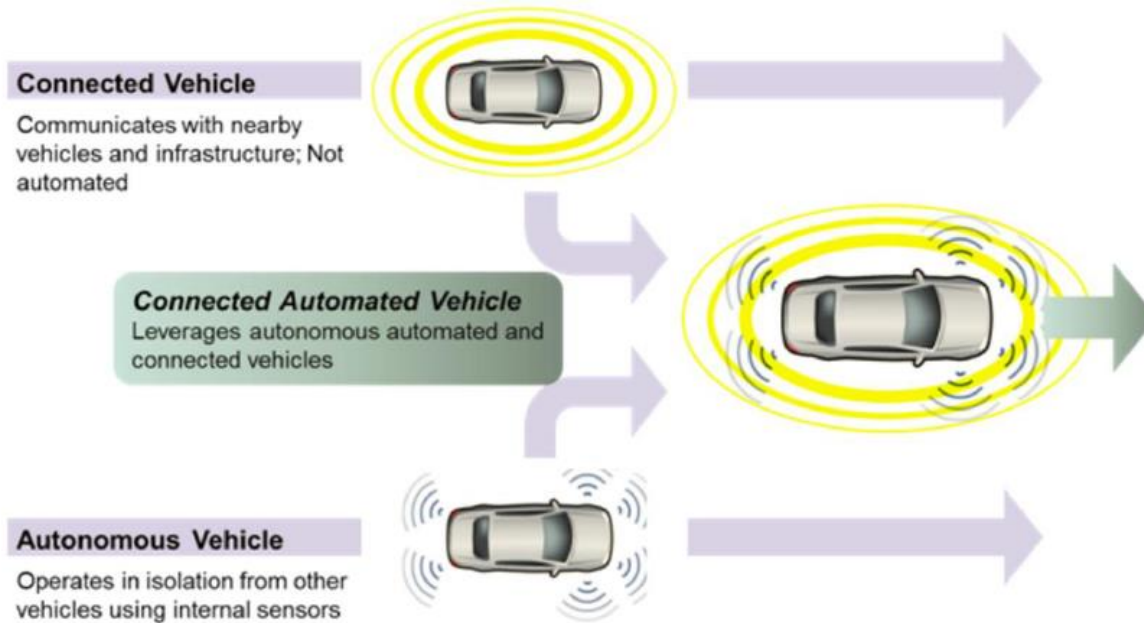 Connected Vehicle
Communicates with nearby
vehicles and infrastructure; Not
automated
Connected Automated Vehicle
Leverages autonomous automated and
connected vehicles
Autonomous Vehicle
Operates in isolation from other
vehicles using internal sensors